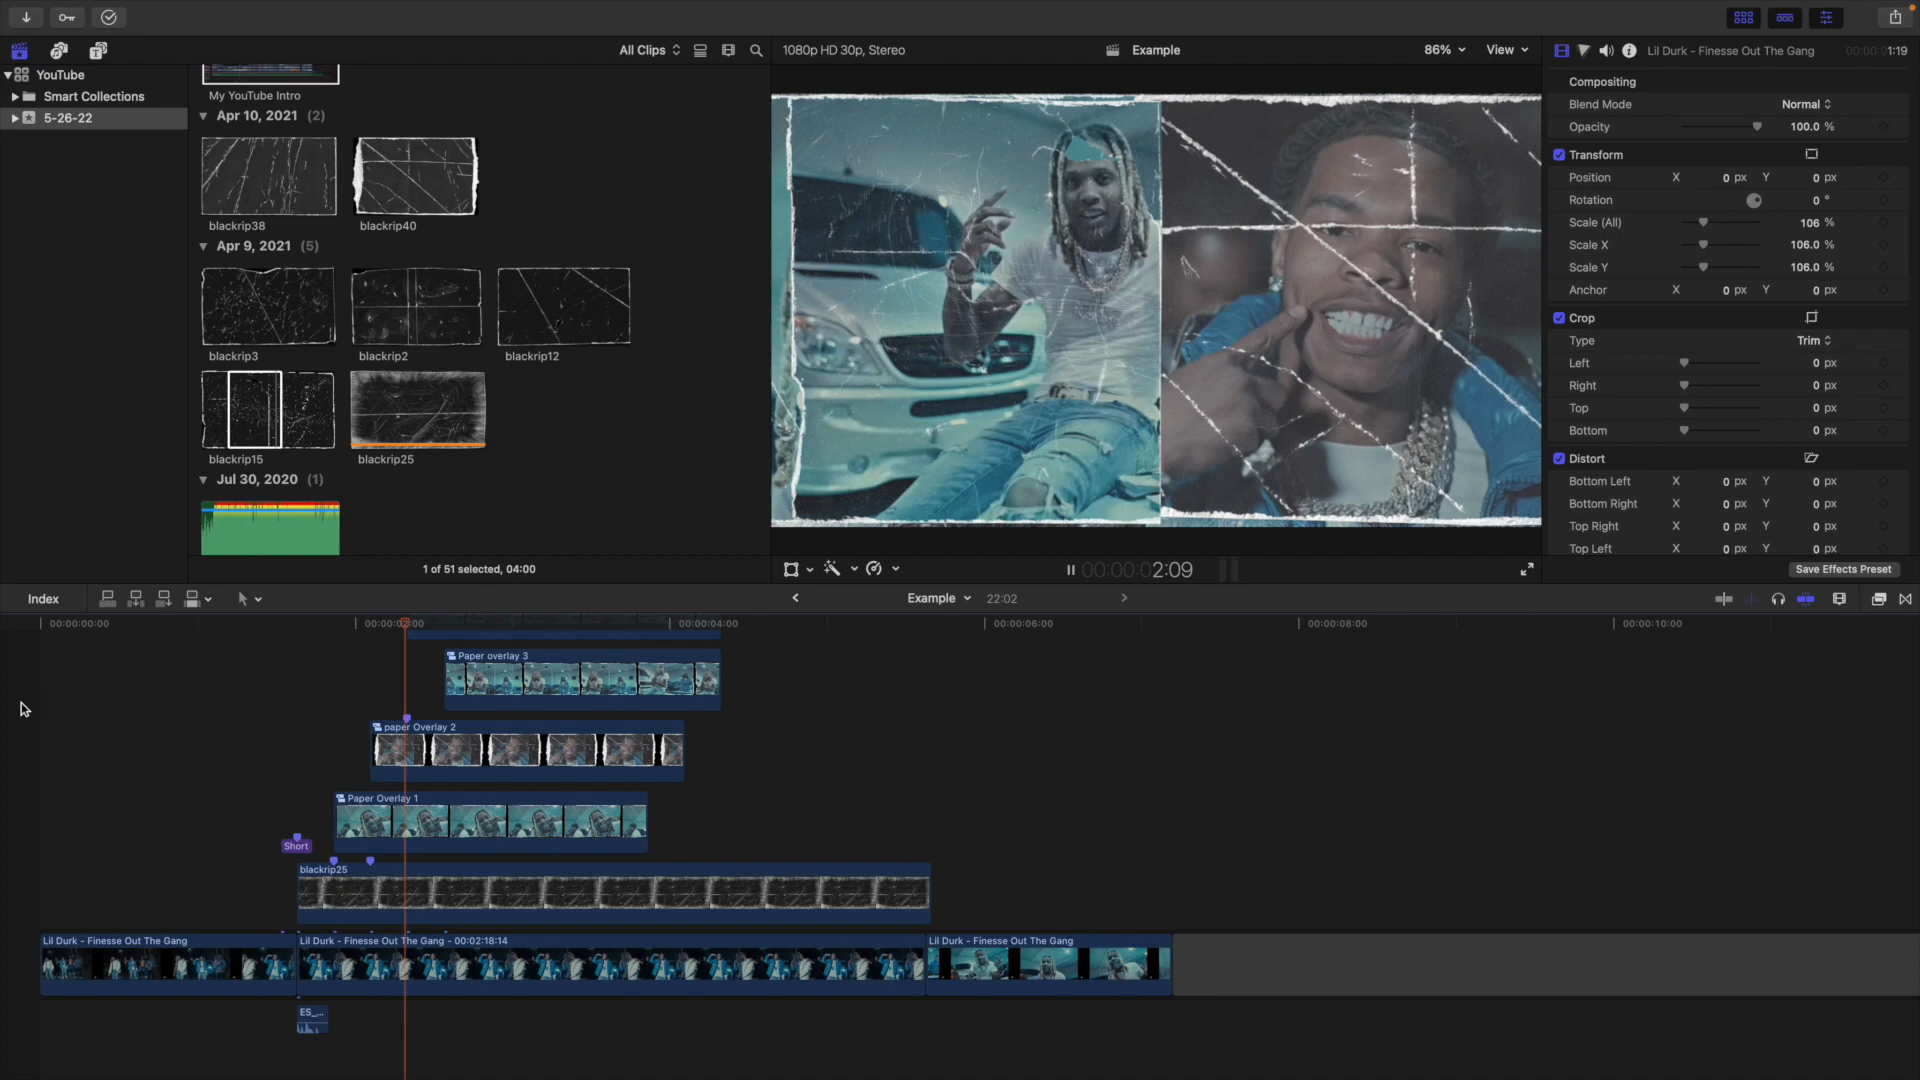 All Clips
1080p HD 30p, Stereo
Example
86%
View
Lil Durk - Finesse Out The Gang
1:19
YouTube
Smart Collections
5-26-22
My YouTube Intro
Apr 10, 2021 (2)
blackrip38
blackrip40
Apr 9, 2021 (5)
blackrip3
blackrip2
blackrip12
blackrip15
blackrip25
Jul 30, 2020 (1)
1 of 51 selected, 04:00
00:00:00:02:09
Compositing
Blend Mode Normal
Opacity 100.0 %
Transform
Position X 0 px Y 0 px
Rotation 0 °
Scale (All) 106 %
Scale X 106.0 %
Scale Y 106.0 %
Anchor X 0 px Y 0 px
Crop
Type Trim
Left 0 px
Right 0 px
Top 0 px
Bottom 0 px
Distort
Bottom Left X 0 px Y 0 px
Bottom Right X 0 px Y 0 px
Top Right X 0 px Y 0 px
Top Left X 0 px Y 0 px
Save Effects Preset
Index
Example
22:02
00:00:00:00
00:00:04:00
00:00:06:00
00:00:08:00
00:00:10:00
Paper overlay 3
paper Overlay 2
Paper Overlay 1
Short
blackrip25
Lil Durk - Finesse Out The Gang
Lil Durk - Finesse Out The Gang - 00:02:18:14
Lil Durk - Finesse Out The Gang
ES_...